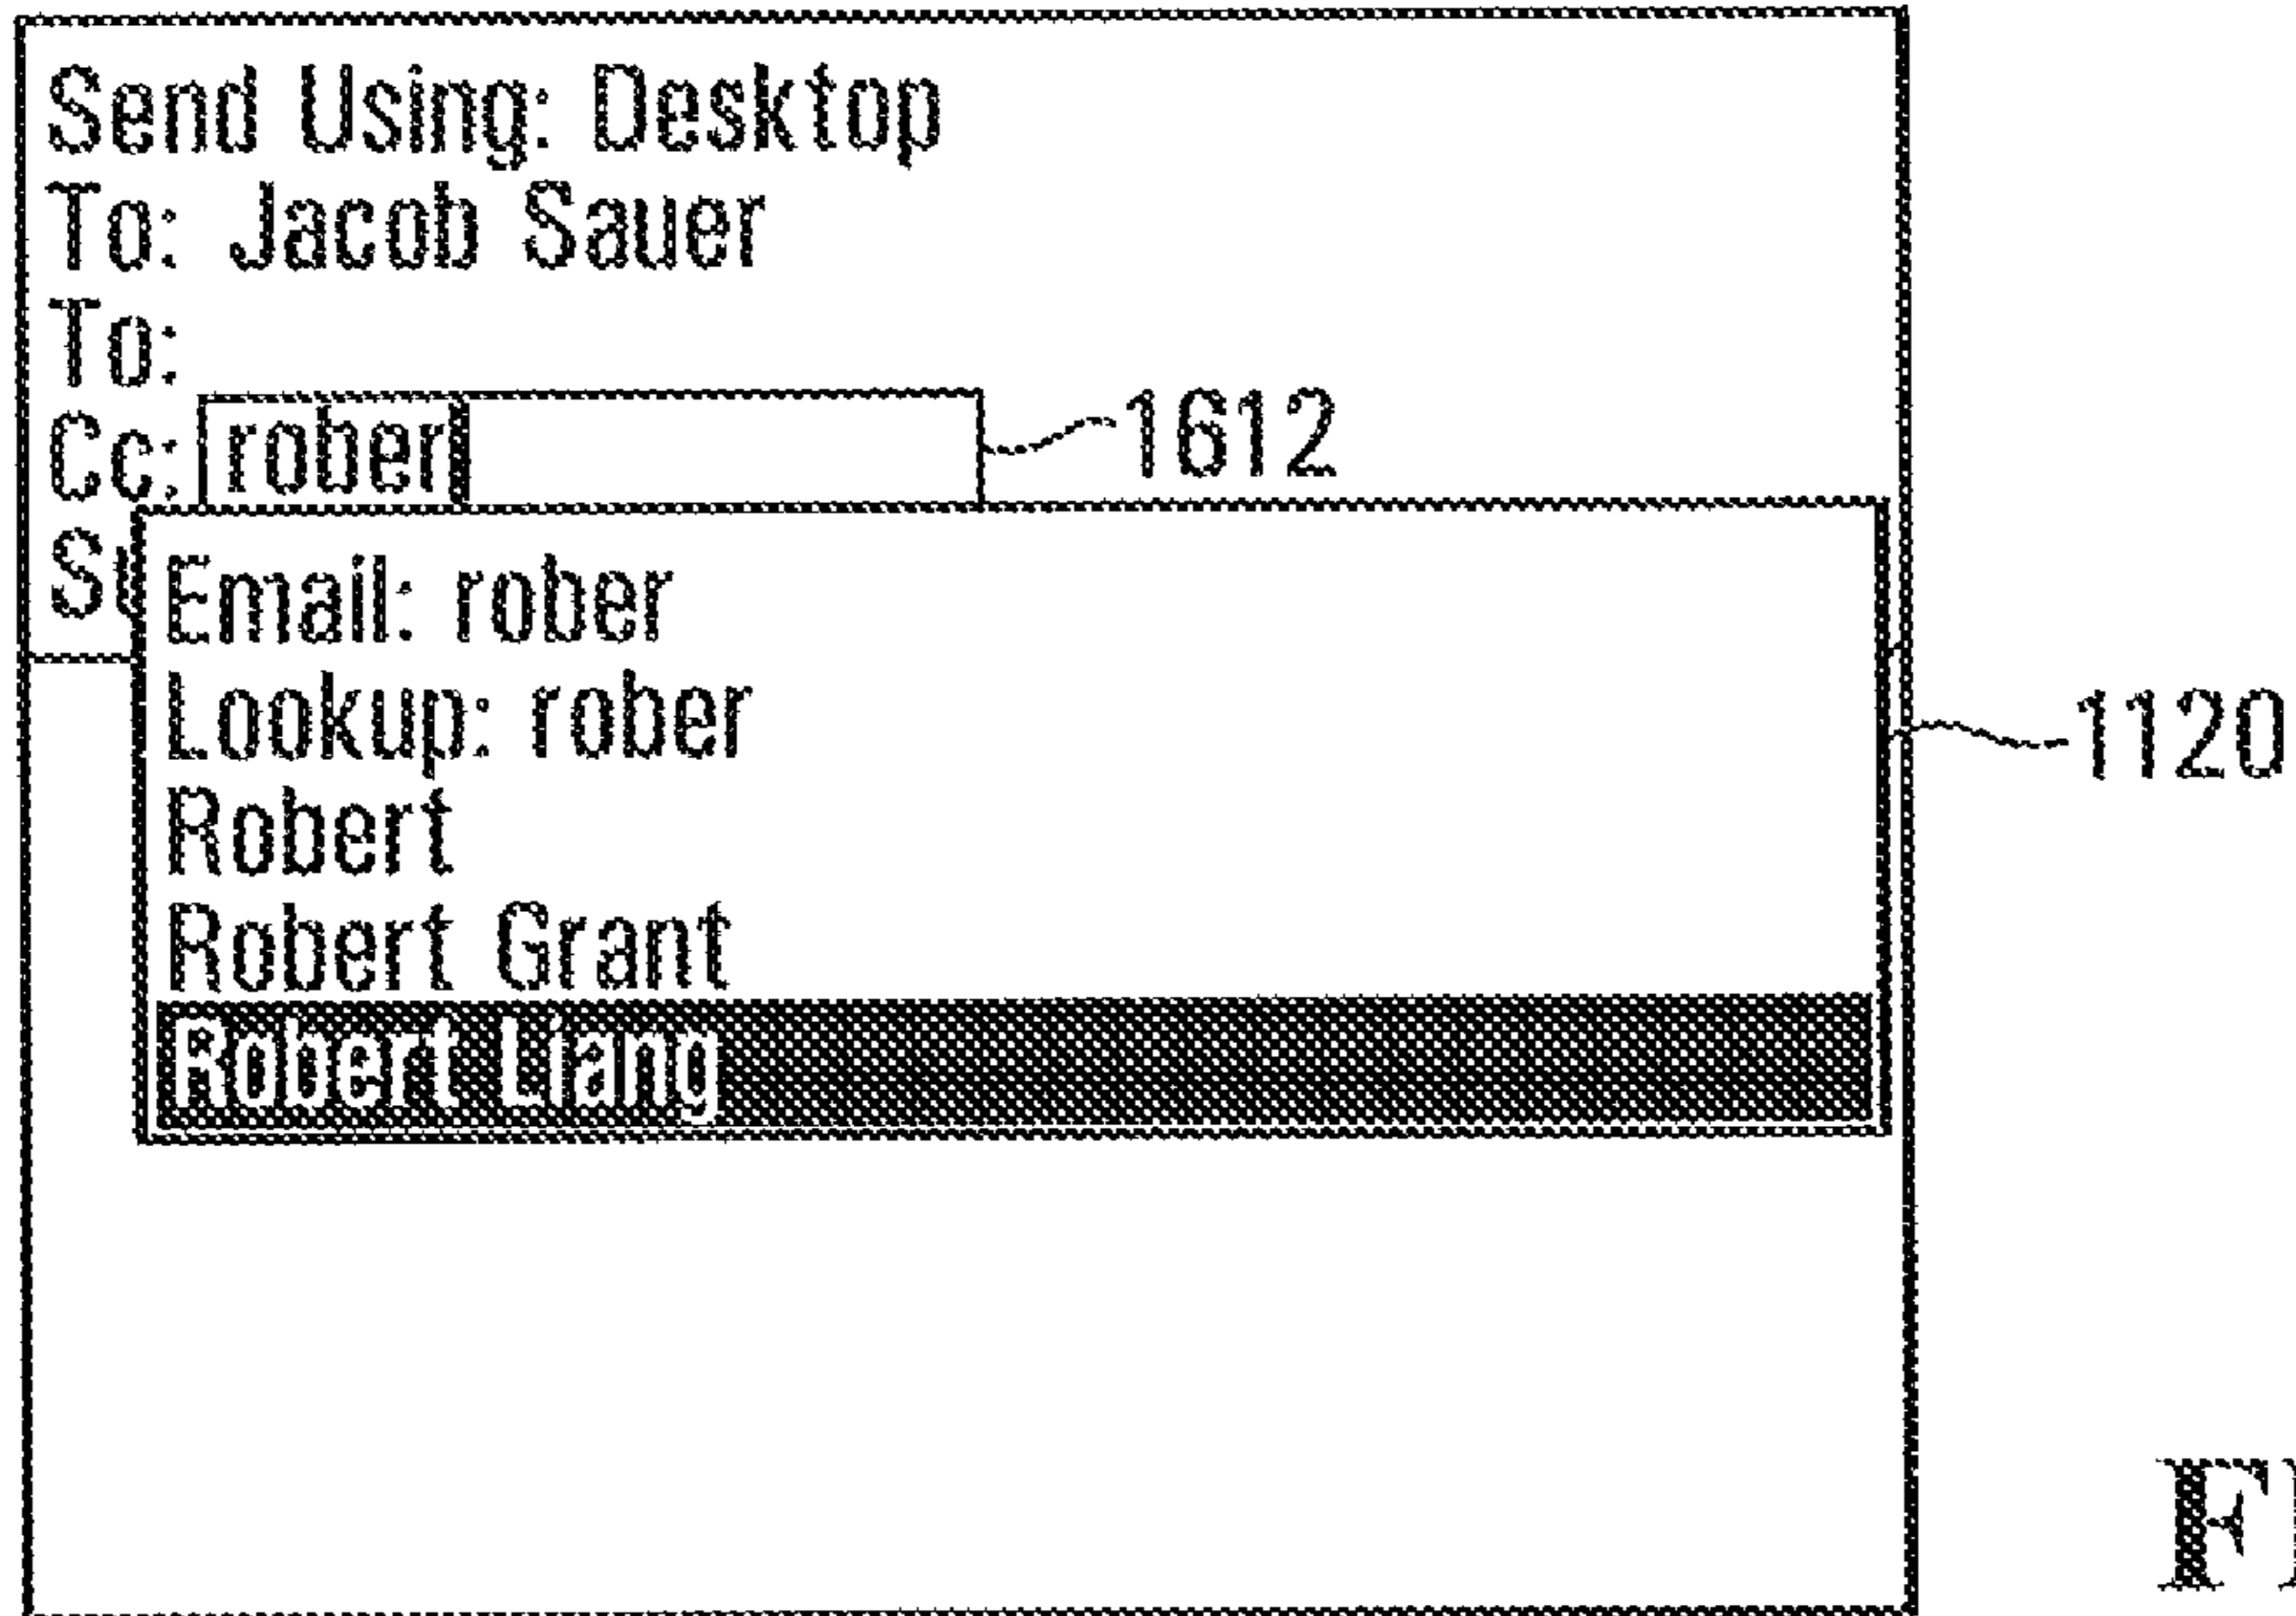 Send Using: Desktop
To: Jacob Sauer
To:
Cc: rober 1612
Email: rober
Lookup: rober
1120
Robert
Robert Grant
Robert Liang